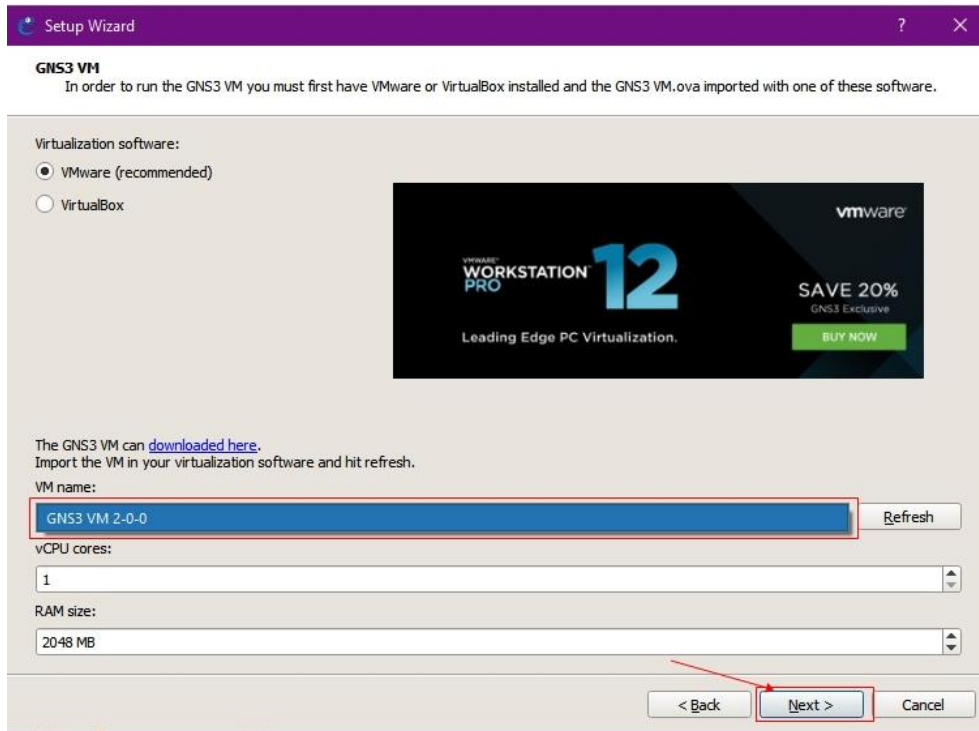 Setup Wizard
GNS3 VM
In order to run the GNS3 VM you must first have VMware or VirtualBox installed and the GNS3 VM.ova imported with one of these software.
Virtualization software:
VMware (recommended)
VirtualBox
vmware
VMWARE
WORKSTATION 12
PRO
SAVE 20%
GNS3 Exclusive
Leading Edge PC Virtualization.
BUY NOW
The GNS3 VM can downloaded here.
Import the VM in your virtualization software and hit refresh.
VM name:
GNS3 VM 2-0-0
Refresh
vCPU cores:
1
RAM size:
2048 MB
< Back Next > Cancel